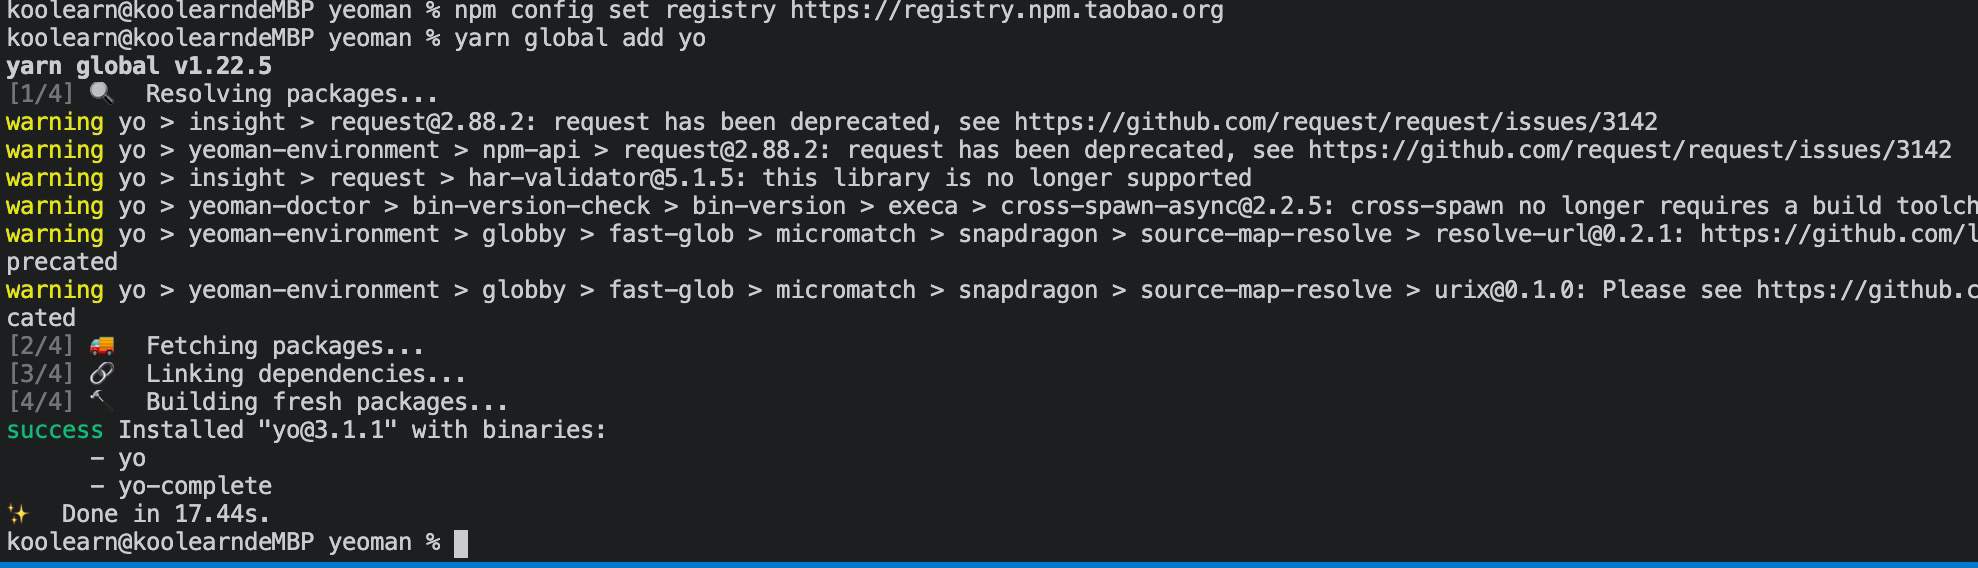 koolearn@koolearndeMBP yeoman % npm config set registry https://registry.npm.taobao.org
koolearn@koolearndeMBP yeoman % yarn global add yo
yarn global v1.22.5
[1/4] 🔍 Resolving packages...
warning yo > insight > request@2.88.2: request has been deprecated, see https://github.com/request/request/issues/3142
warning yo > yeoman-environment > npm-api > request@2.88.2: request has been deprecated, see https://github.com/request/request/issues/3142
warning yo > insight > request > har-validator@5.1.5: this library is no longer supported
warning yo > yeoman-doctor > bin-version-check > bin-version > execa > cross-spawn-async@2.2.5: cross-spawn no longer requires a build toolch
warning yo > yeoman-environment > globby > fast-glob > micromatch > snapdragon > source-map-resolve > resolve-url@0.2.1: https://github.com/l
precated
warning yo > yeoman-environment > globby > fast-glob > micromatch > snapdragon > source-map-resolve > urix@0.1.0: Please see https://github.c
cated
[2/4] 🚚 Fetching packages...
[3/4] 🔗 Linking dependencies...
[4/4] 🔨 Building fresh packages...
success Installed "yo@3.1.1" with binaries:
- yo
- yo-complete
✨ Done in 17.44s.
koolearn@koolearndeMBP yeoman %